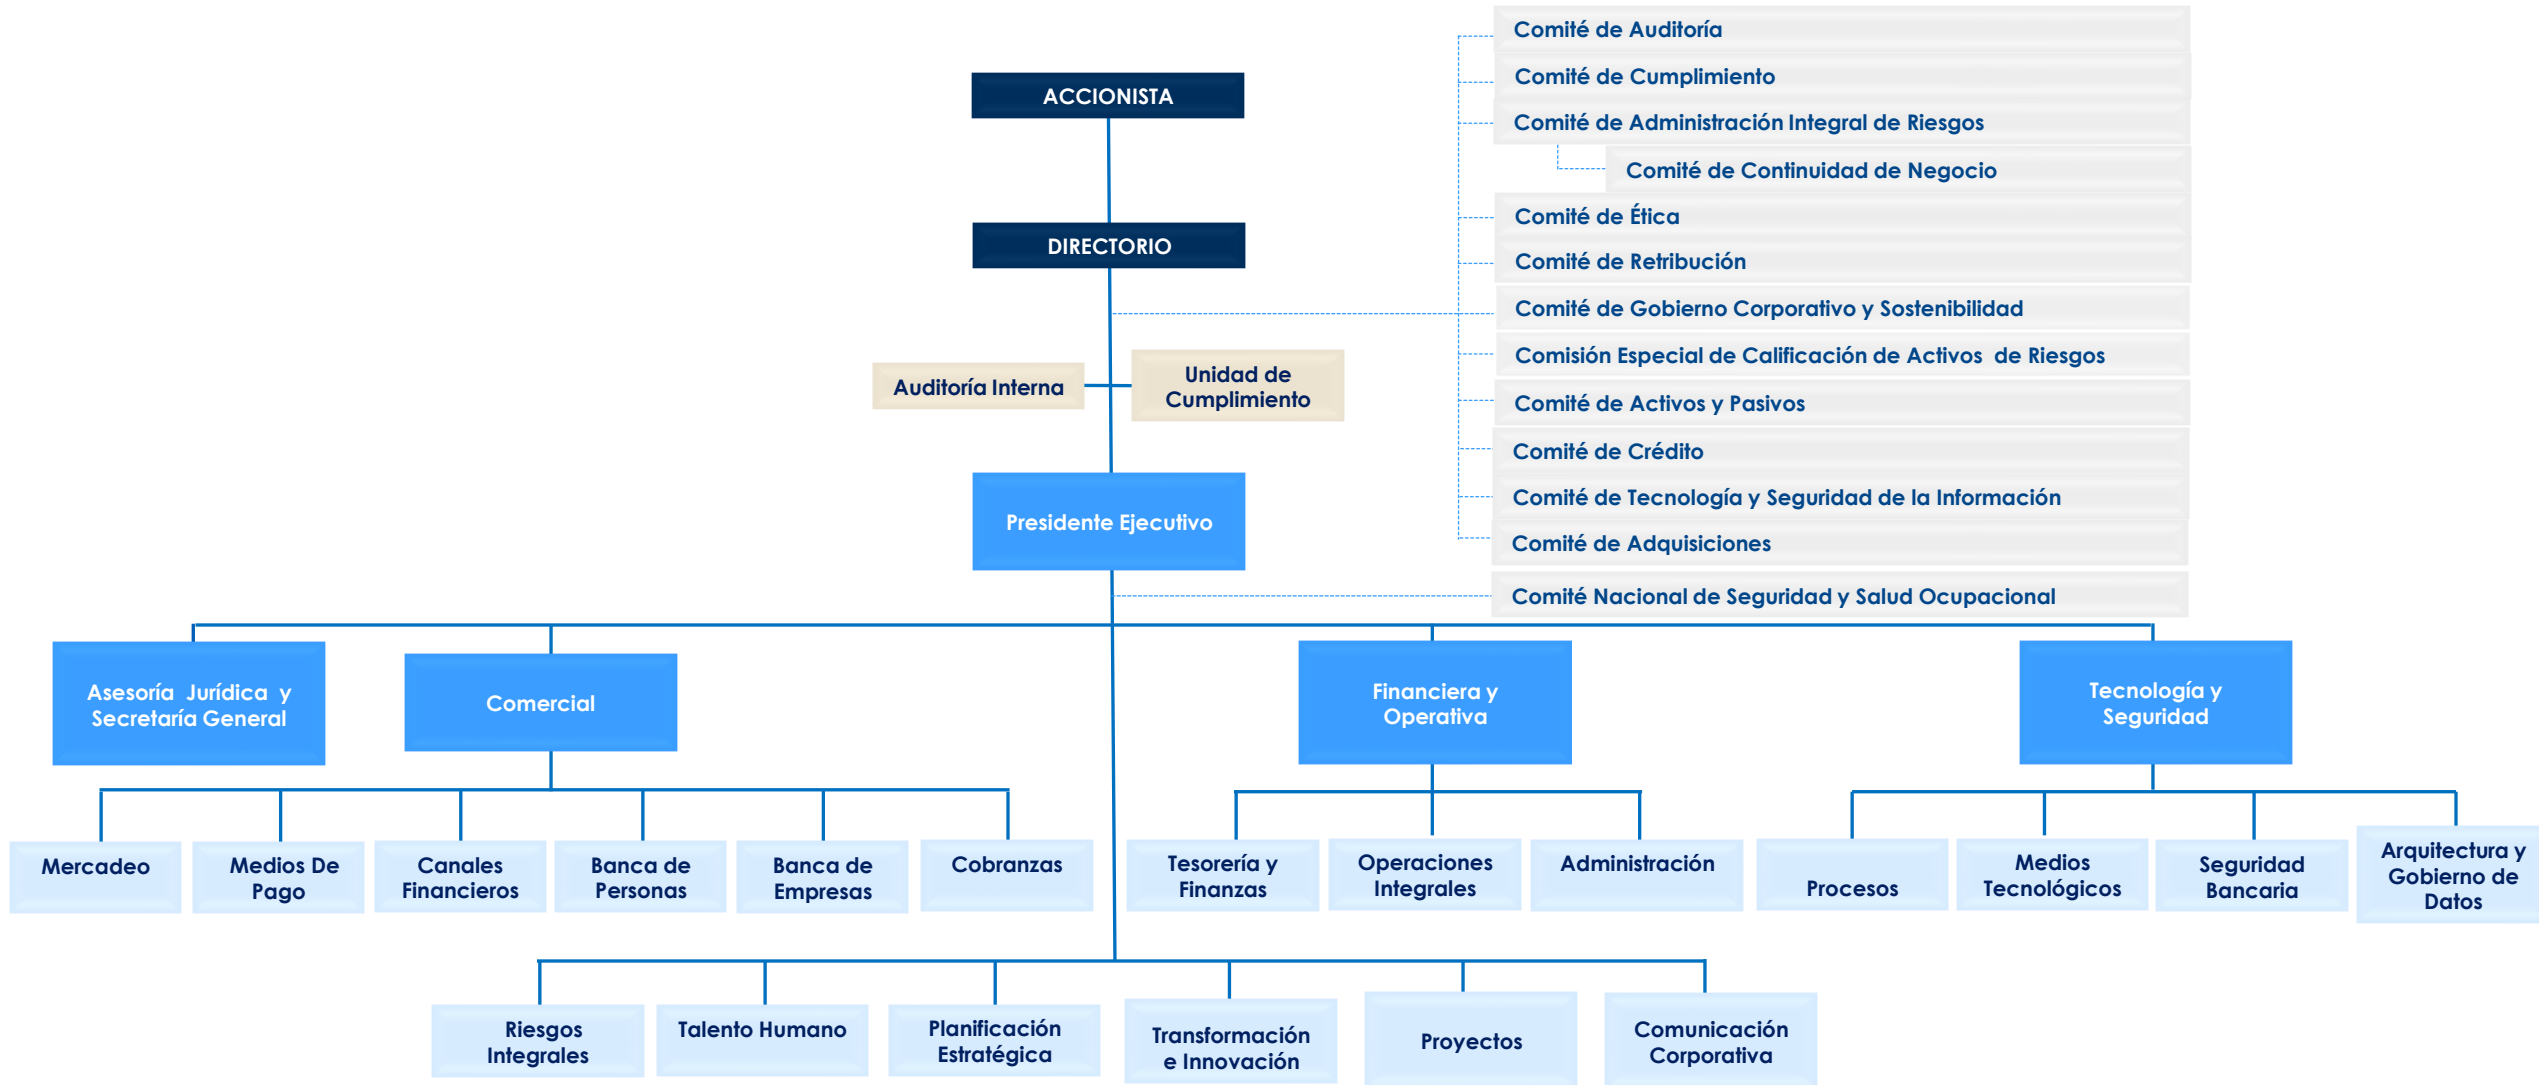 Comité de Auditoría
Comité de Cumplimiento
Comité de Administración Integral de Riesgos
Comité de Continuidad de Negocio
Comité de Ética
Comité de Retribución
Comité de Gobierno Corporativo y Sostenibilidad
Comisión Especial de Calificación de Activos de Riesgos
Comité de Activos y Pasivos
Comité de Crédito
Comité de Tecnología y Seguridad de la Información
Comité de Adquisiciones
Comité Nacional de Seguridad y Salud Ocupacional
ACCIONISTA
DIRECTORIO
Auditoría Interna
Unidad de
Cumplimiento
Presidente Ejecutivo
Asesoría Jurídica y
Secretaría General
Comercial
Financiera y
Operativa
Tecnología y
Seguridad
Mercadeo
Medios De
Pago
Canales
Financieros
Banca de
Personas
Banca de
Empresas
Cobranzas
Tesorería y
Finanzas
Operaciones
Integrales
Administración
Procesos
Medios
Tecnológicos
Seguridad
Bancaria
Arquitectura y
Gobierno de
Datos
Riesgos
Integrales
Talento Humano
Planificación
Estratégica
Transformación
e Innovación
Proyectos
Comunicación
Corporativa